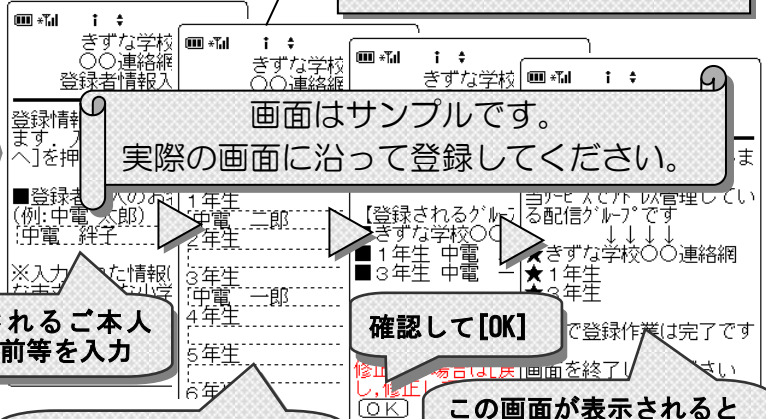 きずな学校
○○連絡網
登録者情報入
登録情報
ます。
へ]を押
■登録者
(例:中電 太郎)
中電 絆子
※入力
きずな学校
○○連絡網
1年生
中電 二郎
2年生
3年生
中電 一郎
4年生
5年生
6年生
きずな学校
【登録されるグルー
■きずな学校○○
■1年生 中電
■3年生 中電 一
し,修正し
[OK]
当サービスでアドレス管理してい
る配信グループです
↓↓↓↓
★きずな学校○○連絡網
★1年生
★3年生
で登録作業は完了です
画面を終了し
さい
画面はサンプルです。
実際の画面に沿って登録してください。
れるご本人
前等を入力
確認して[OK]
この画面が表示されると